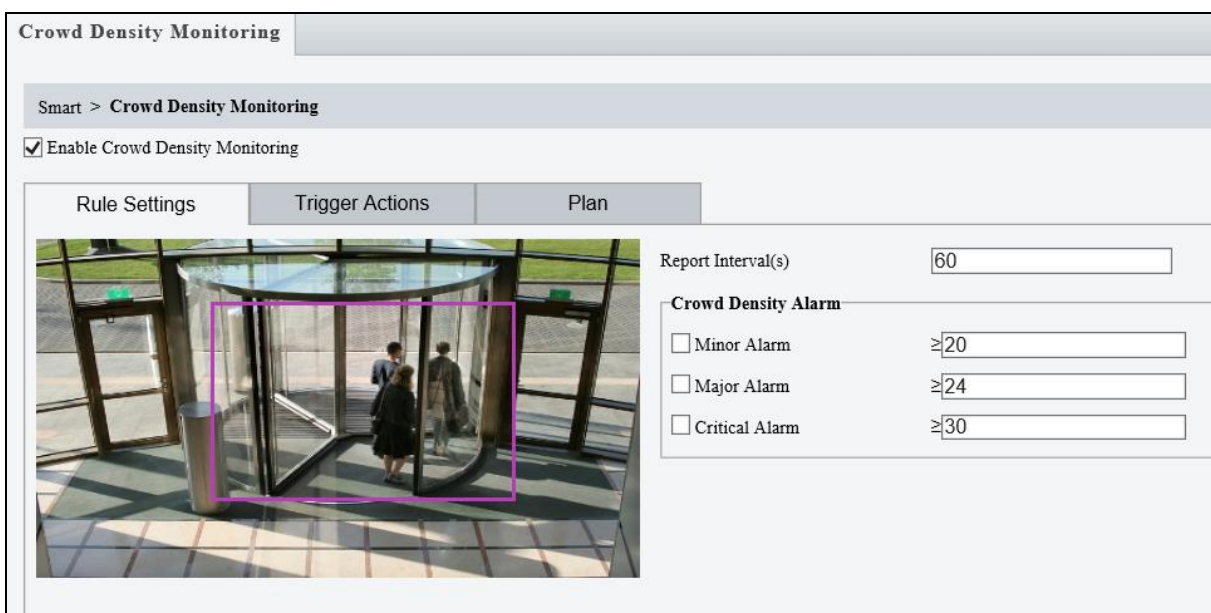 Crowd Density Monitoring
Smart > Crowd Density Monitoring
Enable Crowd Density Monitoring
Rule Settings
Trigger Actions
Plan
Report Interval(s) 60
Crowd Density Alarm
Minor Alarm ≥20
Major Alarm ≥24
Critical Alarm ≥30